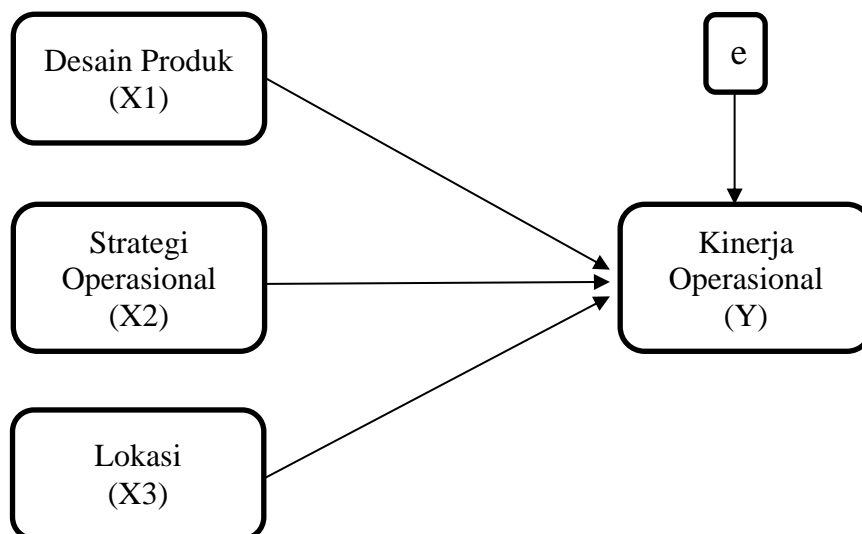 Desain Produk
(X1)
e
Strategi
Operasional
(X2)
Kinerja
Operasional
(Y)
Lokasi
(X3)